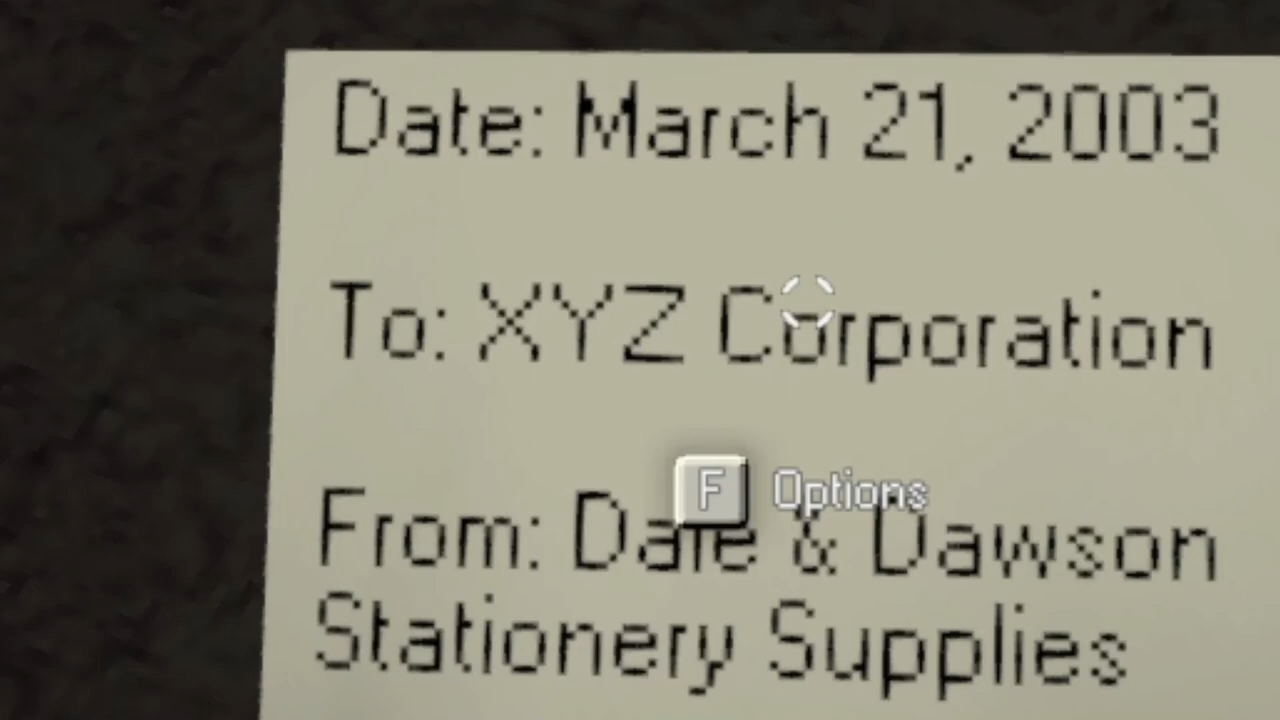 Date: March 21, 2003
To: XYZ Corporation
F Options
From: Dale & Dawson
Stationery Supplies